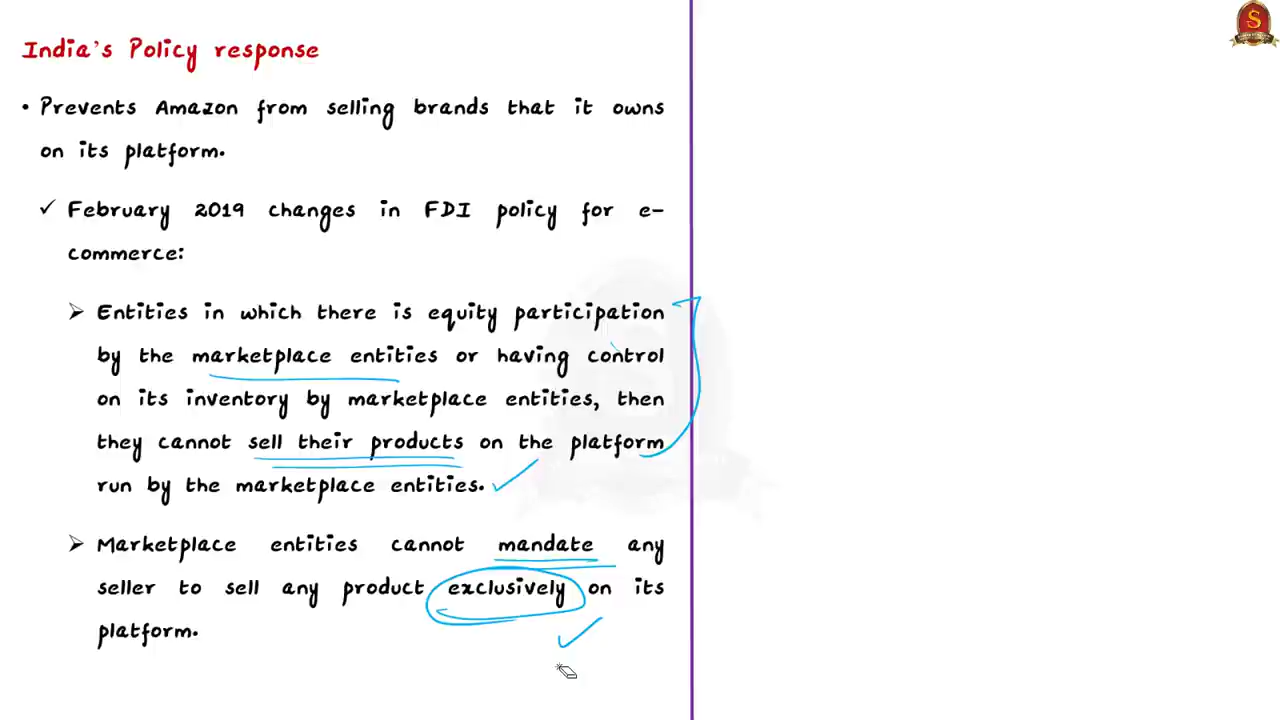 India's Policy response
• Prevents Amazon from selling brands that it owns
on its platform.
✓ February 2019 changes in FDI policy for e-
commerce:
➢ Entities in which there is equity participation
by the marketplace entities or having control
on its inventory by marketplace entities, then
they cannot sell their products on the platform
run by the marketplace entities.
➢ Marketplace entities cannot mandate any
seller to sell any product exclusively on its
platform.